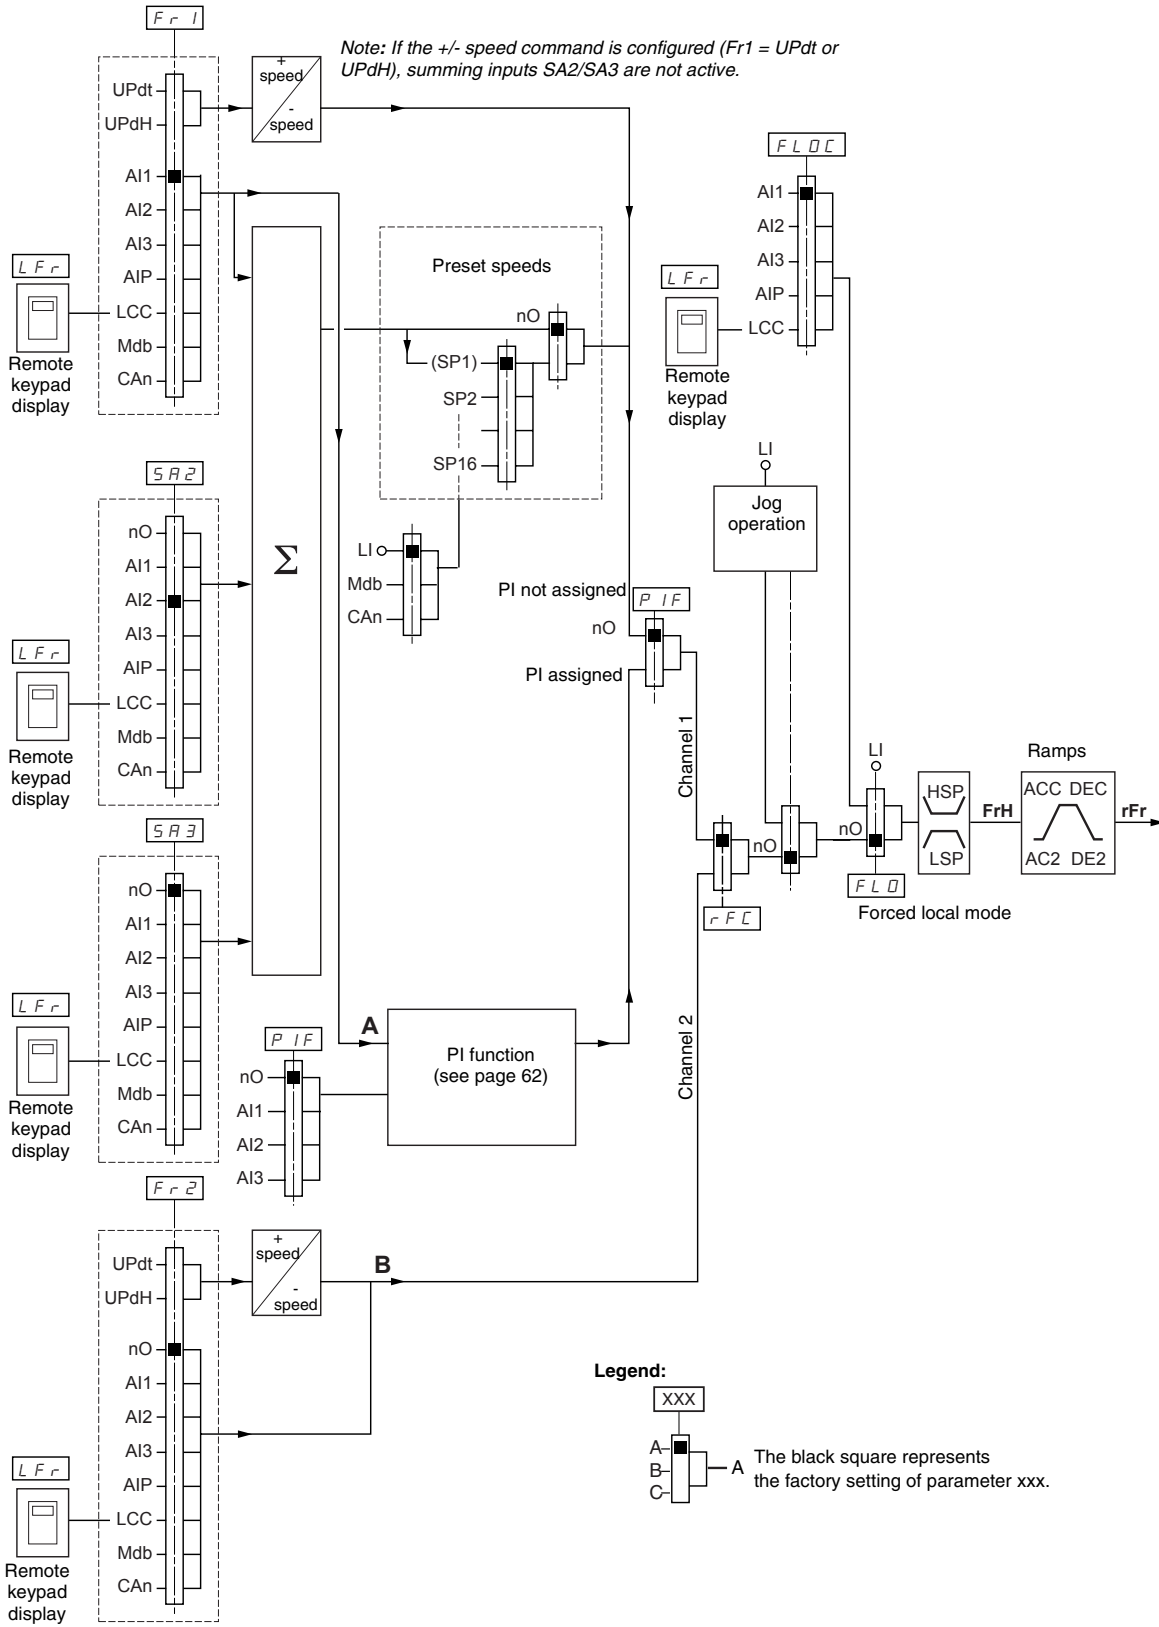 Fr1
Note: If the +/- speed command is configured (Fr1 = UPdt or
UPdH), summing inputs SA2/SA3 are not active.
UPdt
UPdH
+
speed
-
speed
AI1
AI2
AI3
AIP
LCC
Mdb
CAn
LFr
Remote
keypad
display
FLOC
AI1
AI2
AI3
AIP
LCC
LFr
Remote
keypad
display
Preset speeds
nO
(SP1)
SP2
SP16
LI
Mdb
CAn
Σ
SA2
nO
AI1
AI2
AI3
AIP
LCC
Mdb
CAn
LFr
Remote
keypad
display
LI
Jog
operation
PI not assigned
PIF
nO
PI assigned
Channel 1
LI
Ramps
nO
nO
HSP
LSP
FrH
ACC DEC
AC2 DE2
rFr
FLO
Forced local mode
rFC
SA3
nO
AI1
AI2
AI3
AIP
LCC
Mdb
CAn
LFr
Remote
keypad
display
A
PIF
nO
AI1
AI2
AI3
PI function
(see page 62)
Channel 2
Fr2
UPdt
UPdH
+
speed
-
speed
B
nO
AI1
AI2
AI3
AIP
LCC
Mdb
CAn
LFr
Remote
keypad
display
Legend:
XXX
A
B
C
A
The black square represents
the factory setting of parameter xxx.